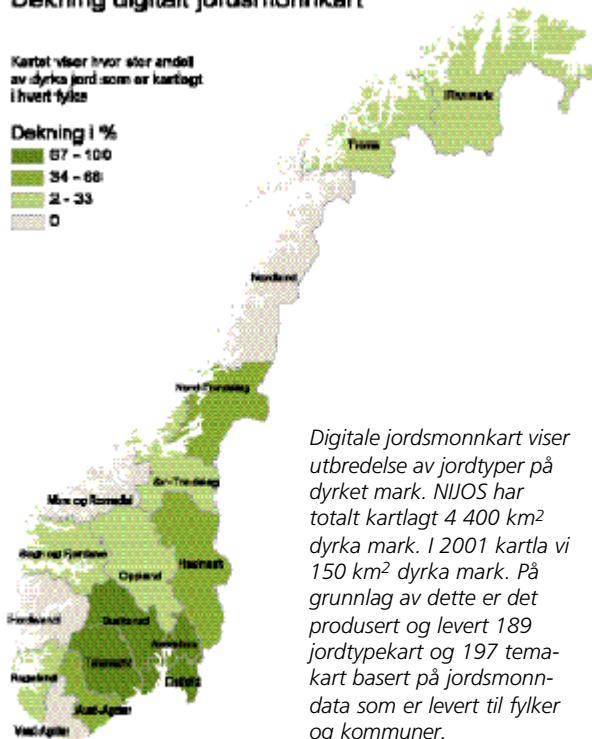 Dekning digitalt jordsmonnkart
Kartet viser hvor stor andel
av dyrka jord som er kartlagt
i hvert fylke
Dekning i %
67 – 100
34 – 66
2 – 33
0
Finnmark
Troms
Nordland
Nord-Trøndelag
Sør-Trøndelag
Møre og Romsdal
Sogn og Fjordane
Hedmark
Oppland
Hordaland
Buskerud
Akershus
Telemark
Østfold
Rogaland
Aust-Agder
Vest-Agder
Digitale jordsmonnkart viser
utbredelse av jordtyper på
dyrket mark. NIJOS har
totalt kartlagt 4 400 km²
dyrka mark. I 2001 kartla vi
150 km² dyrka mark. På
grunnlag av dette er det
produsert og levert 189
jordtypekart og 197 tema-
kart basert på jordsmonn-
data som er levert til fylker
og kommuner.